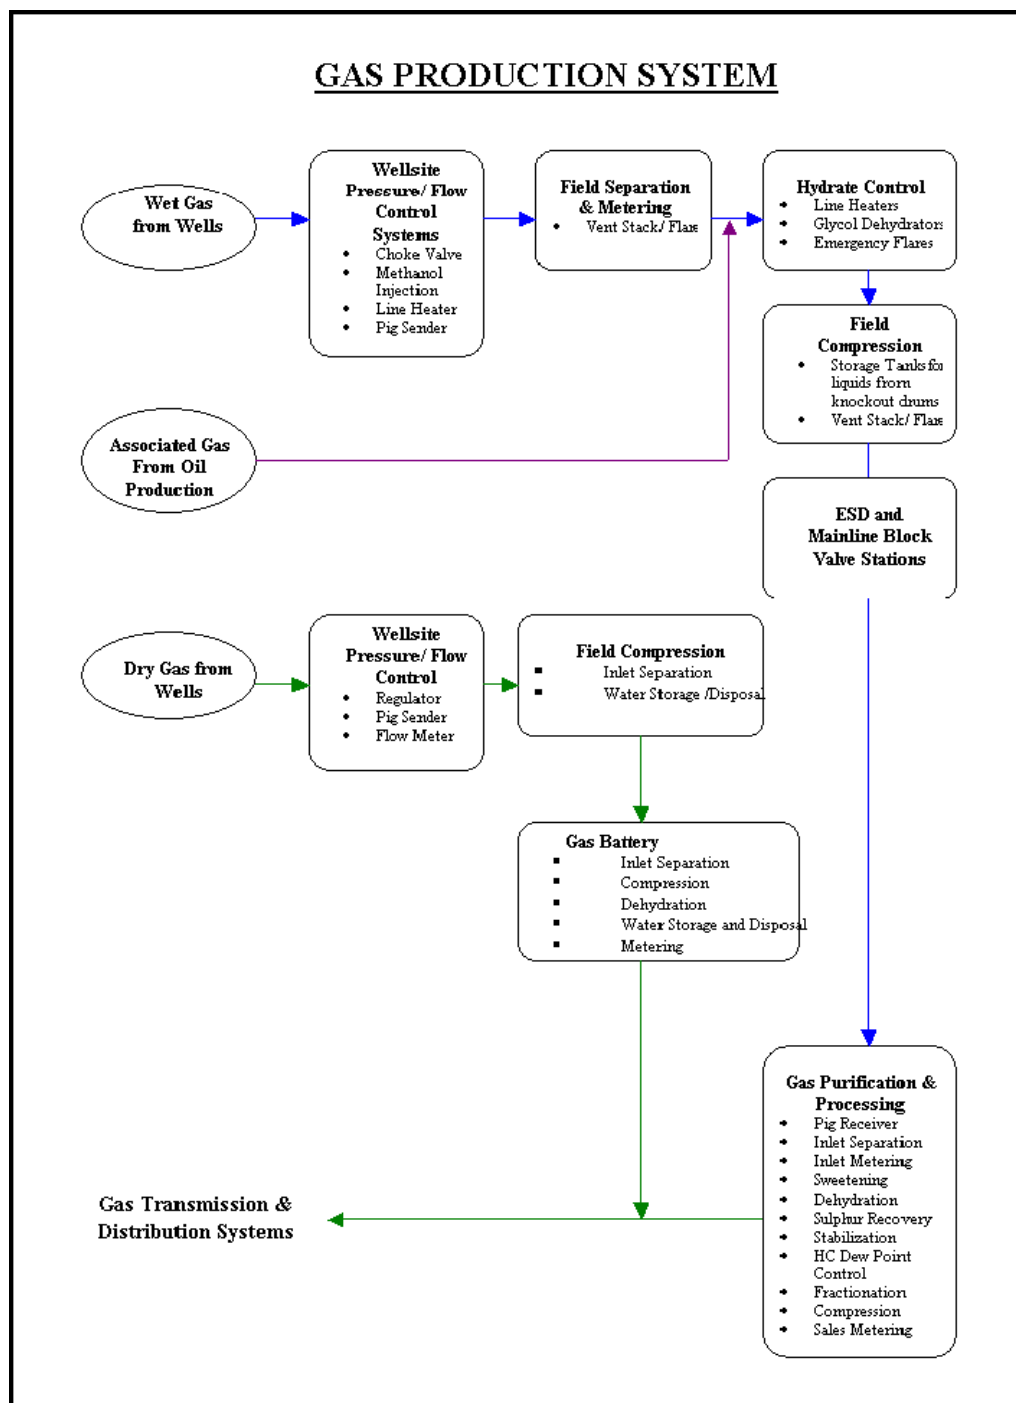 GAS PRODUCTION SYSTEM
Wet Gas
from Wells
Wellsite
Pressure/ Flow
Control
Systems
• Choke Valve
• Methanol
Injection
• Line Heater
• Pig Sender
Field Separation
& Metering
• Vent Stack/ Flare
Hydrate Control
• Line Heaters
• Glycol Dehydrators
• Emergency Flares
Field
Compression
• Storage Tanks for
liquids from
knockout drums
• Vent Stack/ Flare
Associated Gas
From Oil
Production
ESD and
Mainline Block
Valve Stations
Dry Gas from
Wells
Wellsite
Pressure/ Flow
Control
• Regulator
• Pig Sender
• Flow Meter
Field Compression
▪ Inlet Separation
▪ Water Storage /Disposal
Gas Battery
▪ Inlet Separation
▪ Compression
▪ Dehydration
▪ Water Storage and Disposal
▪ Metering
Gas Purification &
Processing
• Pig Receiver
• Inlet Separation
• Inlet Metering
• Sweetening
• Dehydration
• Sulphur Recovery
• Stabilization
• HC Dew Point
Control
• Fractionation
• Compression
• Sales Metering
Gas Transmission &
Distribution Systems